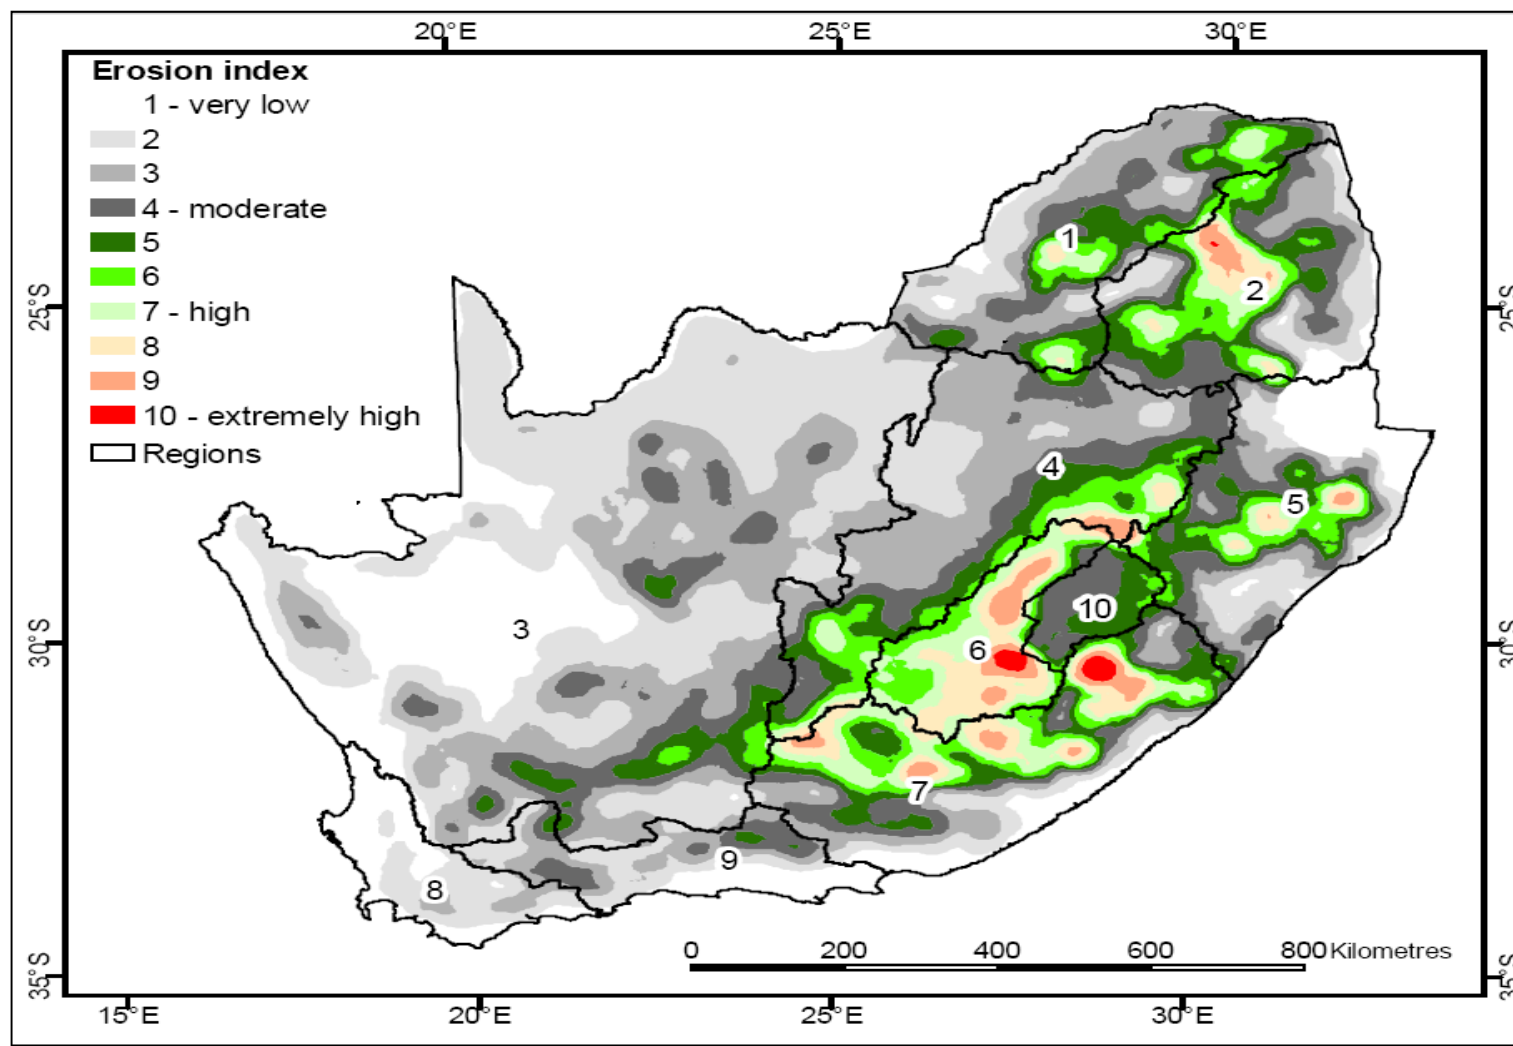 20°E 25°E 30°E
Erosion index
1 - very low
2
3
4 - moderate
5
6
7 - high
8
9
10 - extremely high
Regions
1
2
25°S 25°S
4
5
10
3
6
30°S 30°S
7
9
8
0 200 400 600 800 Kilometres
35°S 35°S
15°E 20°E 25°E 30°E